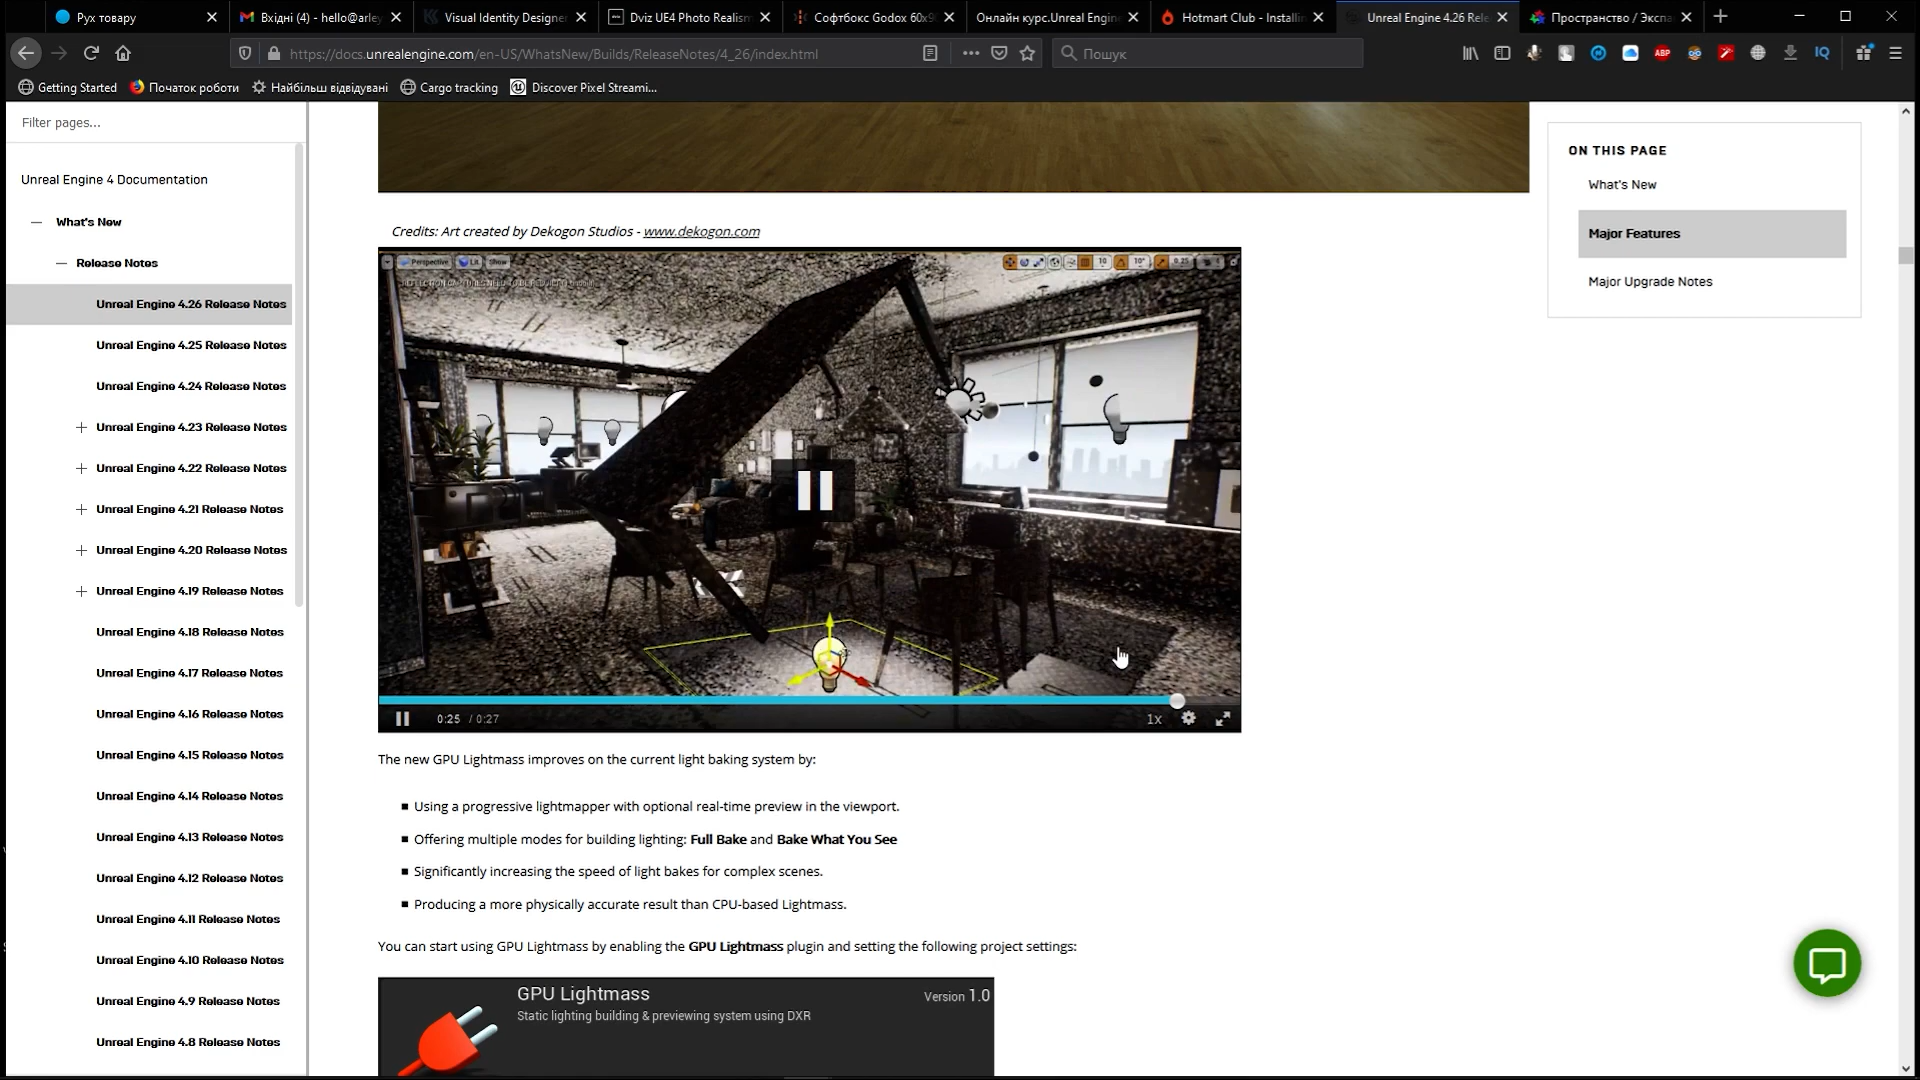 Рух товару
Вхідні (4) - hello@arley
Visual Identity Designer
Dviz UE4 Photo Realism
Софтбокс Godox 60x9
Онлайн курс.Unreal Engine
Hotmart Club - Installin
Unreal Engine 4.26 Rele
Пространство / Экспа
https://docs.unrealengine.com/en-US/WhatsNew/Builds/ReleaseNotes/4_26/index.html
Пошук
ABP
IQ
Getting Started
Початок роботи
Найбільш відвідувані
Cargo tracking
Discover Pixel Streami...
Filter pages...
Unreal Engine 4 Documentation
What's New
Release Notes
Unreal Engine 4.26 Release Notes
Unreal Engine 4.25 Release Notes
Unreal Engine 4.24 Release Notes
Unreal Engine 4.23 Release Notes
Unreal Engine 4.22 Release Notes
Unreal Engine 4.21 Release Notes
Unreal Engine 4.20 Release Notes
Unreal Engine 4.19 Release Notes
Unreal Engine 4.18 Release Notes
Unreal Engine 4.17 Release Notes
Unreal Engine 4.16 Release Notes
Unreal Engine 4.15 Release Notes
Unreal Engine 4.14 Release Notes
Unreal Engine 4.13 Release Notes
Unreal Engine 4.12 Release Notes
Unreal Engine 4.11 Release Notes
Unreal Engine 4.10 Release Notes
Unreal Engine 4.9 Release Notes
Unreal Engine 4.8 Release Notes
Credits: Art created by Dekogon Studios - www.dekogon.com
Perspective Lit Show
10 10° 0.25
0:25 / 0:27
1x
The new GPU Lightmass improves on the current light baking system by:
Using a progressive lightmapper with optional real-time preview in the viewport.
Offering multiple modes for building lighting: Full Bake and Bake What You See
Significantly increasing the speed of light bakes for complex scenes.
Producing a more physically accurate result than CPU-based Lightmass.
You can start using GPU Lightmass by enabling the GPU Lightmass plugin and setting the following project settings:
GPU Lightmass
Version 1.0
Static lighting building & previewing system using DXR
ON THIS PAGE
What's New
Major Features
Major Upgrade Notes